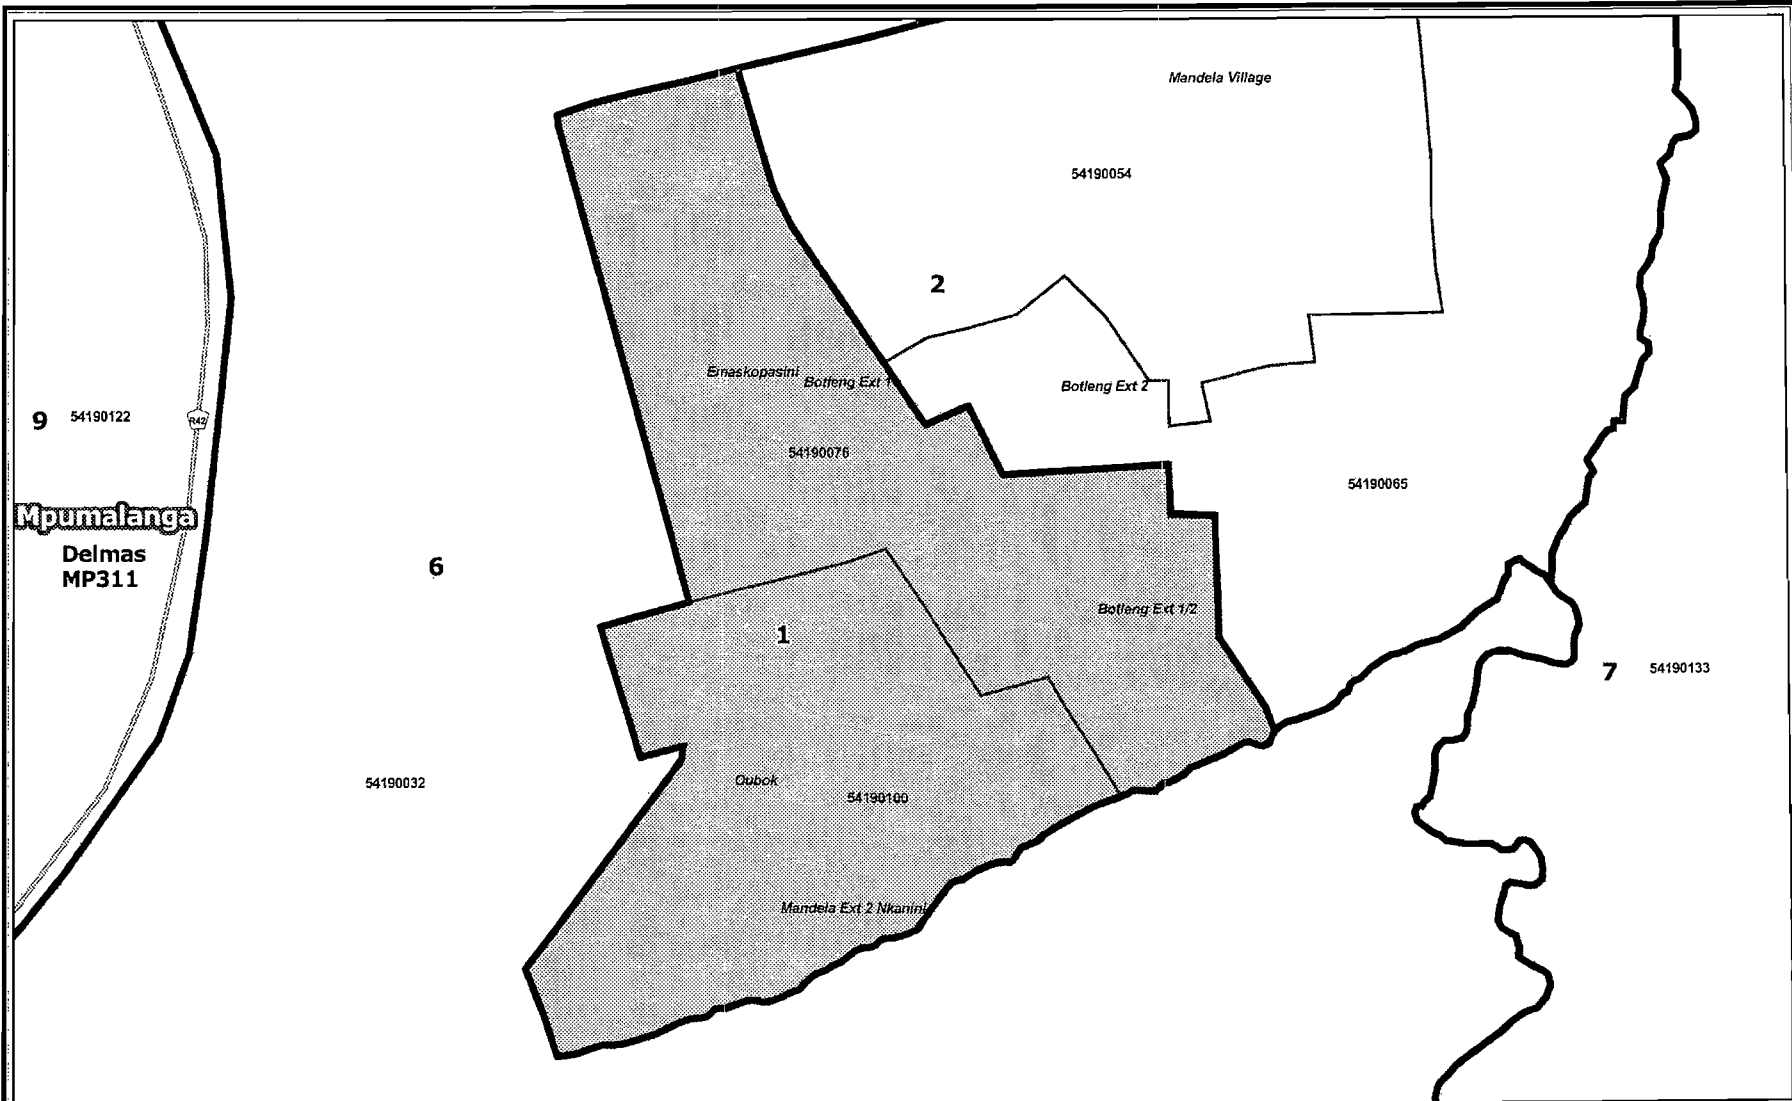 Mandela Village
54190054
2
Emaskopasini
Botleng Ext 1
Botleng Ext 2
9
54190122
R42
54190076
54190065
Mpumalanga
Delmas
MP311
6
Botleng Ext 1/2
1
7
54190133
54190032
Oubok
54190100
Mandela Ext 2 Nkanini